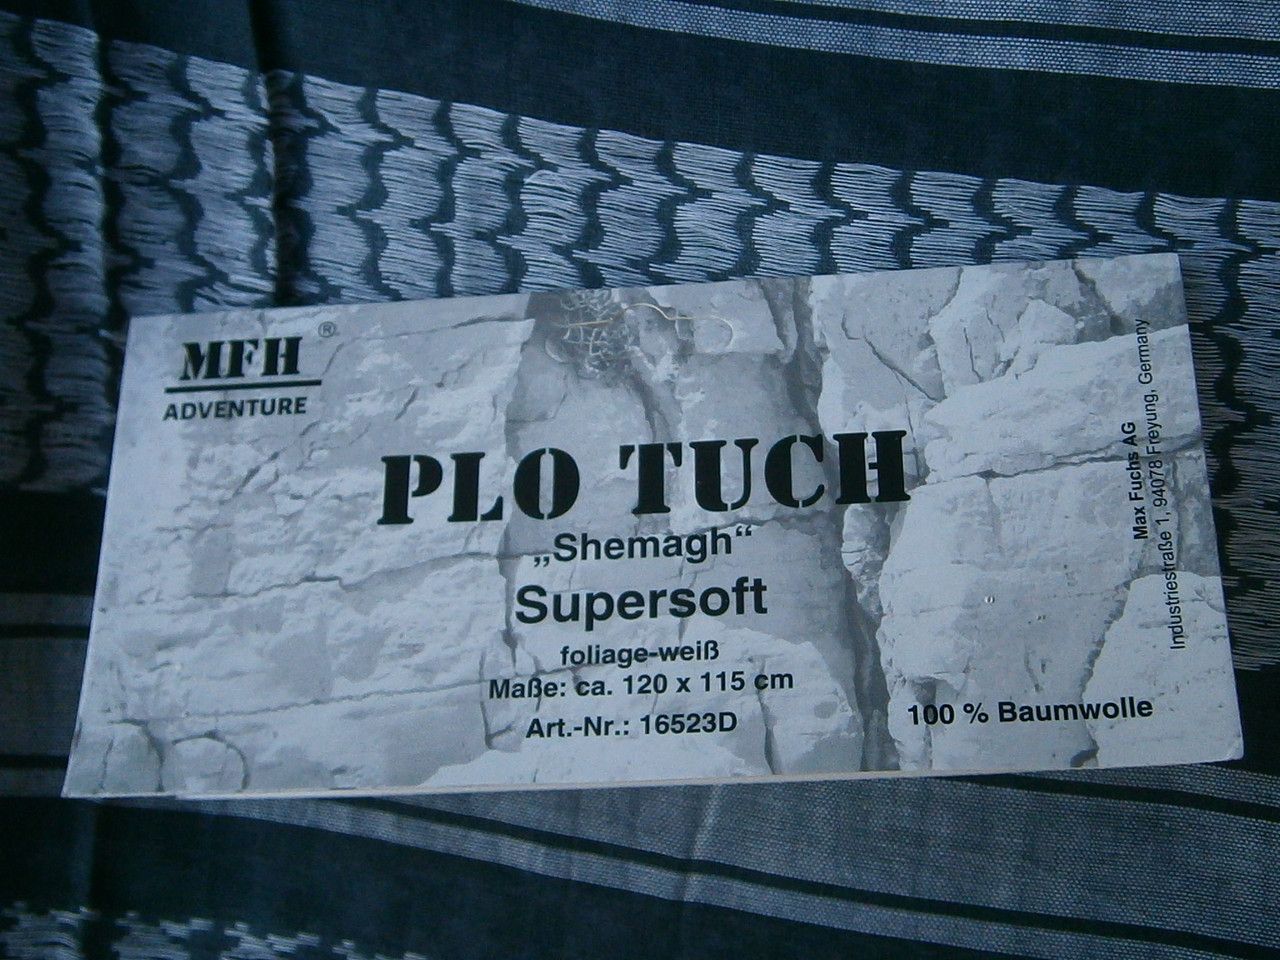 MFH®
ADVENTURE
PLO TUCH
„Shemagh“
Supersoft
foliage-weiß
Maße: ca. 120 x 115 cm
Art.-Nr.: 16523D
100 % Baumwolle
Max Fuchs AG
Industriestraße 1, 94078 Freyung, Germany